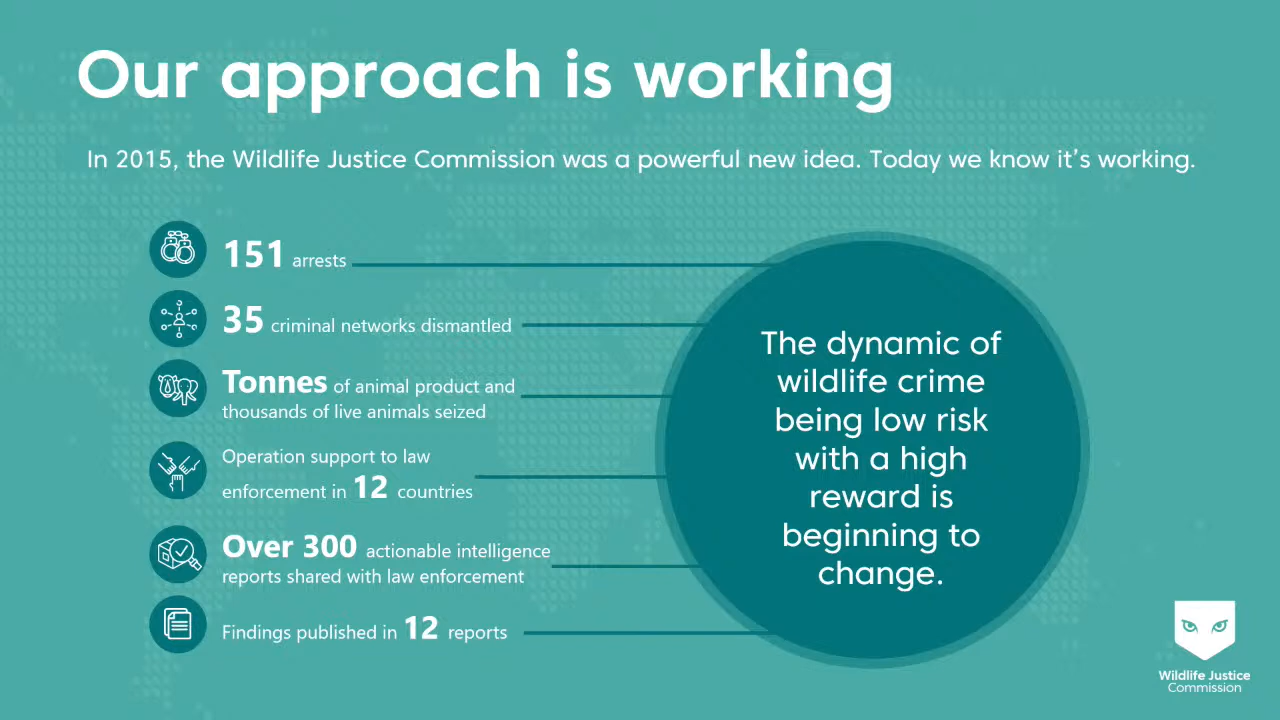 Our approach is working
In 2015, the Wildlife Justice Commission was a powerful new idea. Today we know it’s working.
151 arrests
35 criminal networks dismantled
Tonnes of animal product and
thousands of live animals seized
Operation support to law
enforcement in 12 countries
Over 300 actionable intelligence
reports shared with law enforcement
Findings published in 12 reports
The dynamic of
wildlife crime
being low risk
with a high
reward is
beginning to
change.
Wildlife Justice
Commission